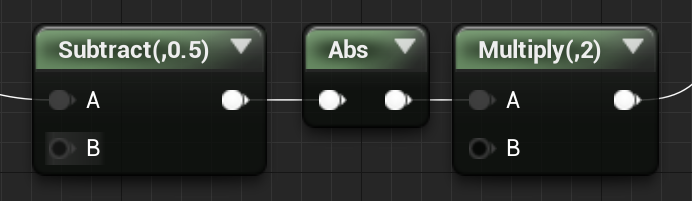 Subtract(,0.5)
A
B
Abs
Multiply(,2)
A
B